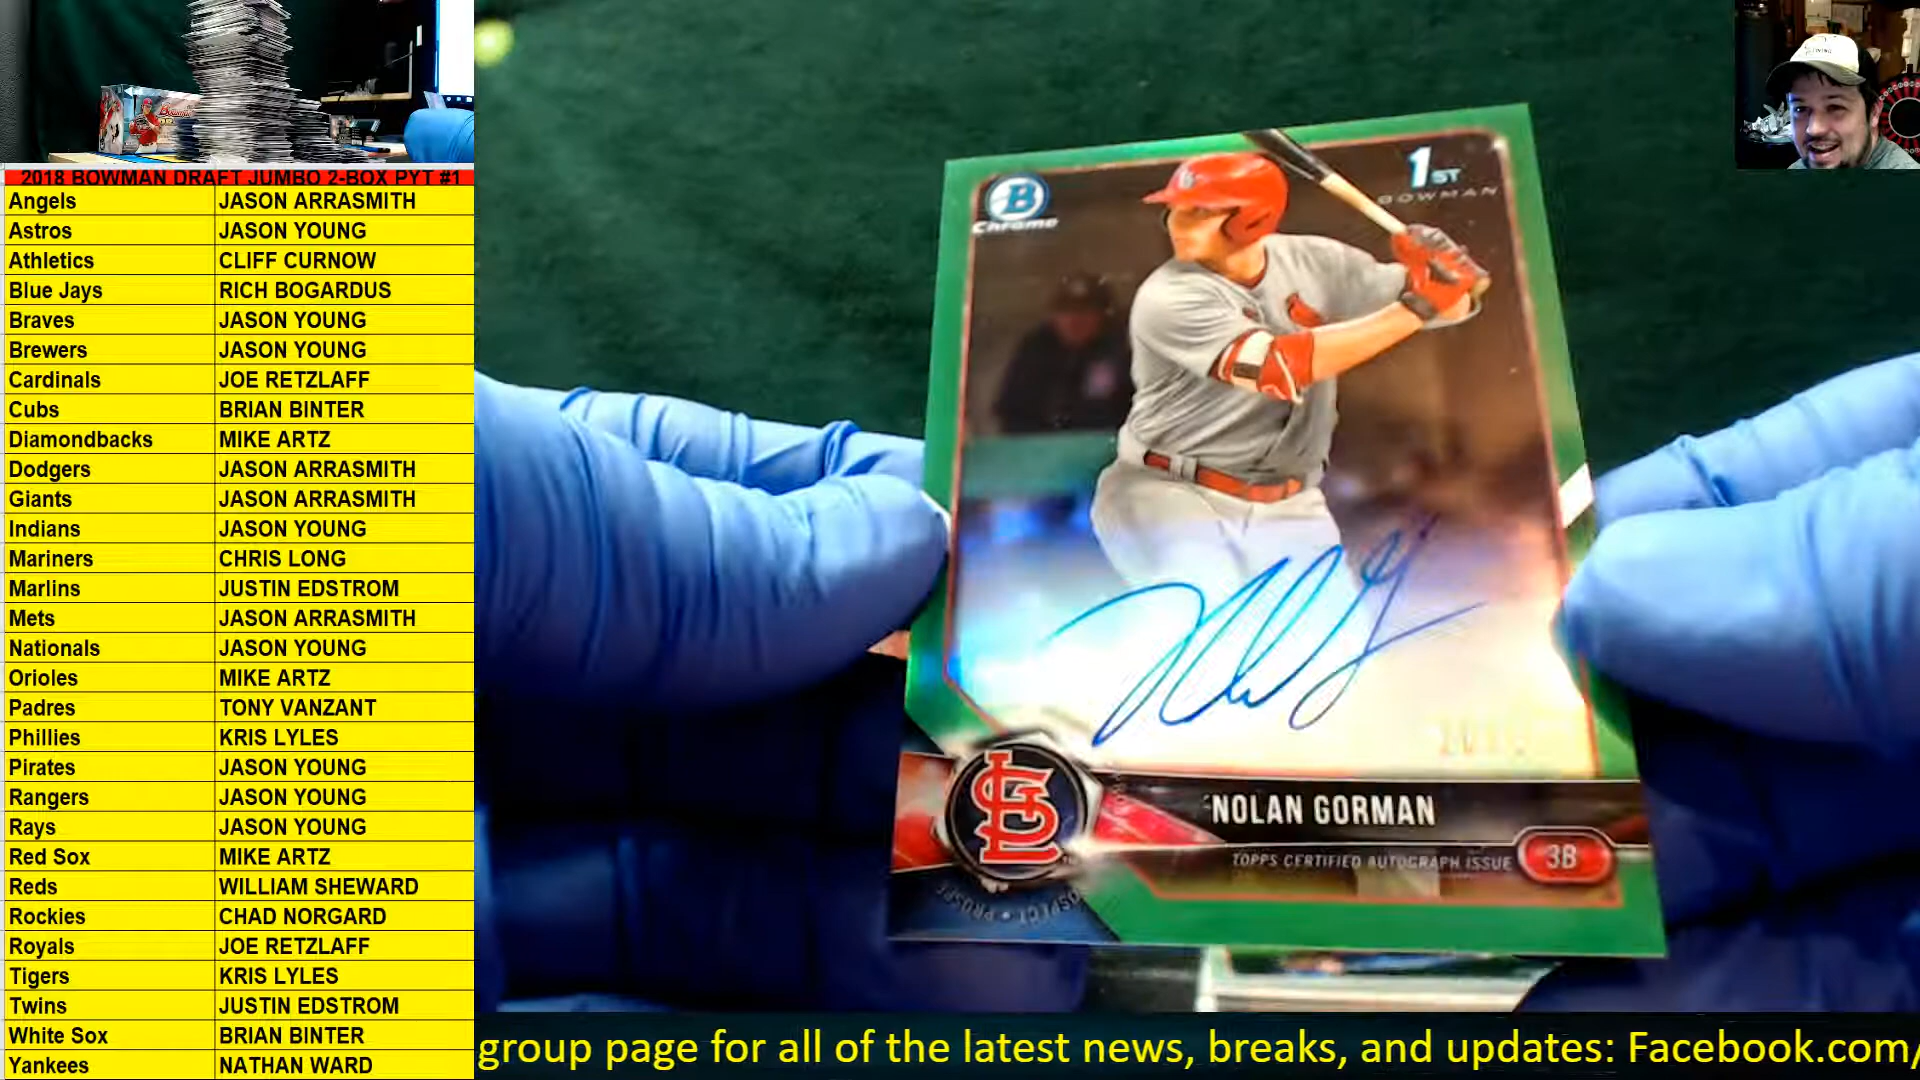 2018 BOWMAN DRAFT JUMBO 2-BOX PYT #1
Angels JASON ARRASMITH
Astros JASON YOUNG
Athletics CLIFF CURNOW
Blue Jays RICH BOGARDUS
Braves JASON YOUNG
Brewers JASON YOUNG
Cardinals JOE RETZLAFF
Cubs BRIAN BINTER
Diamondbacks MIKE ARTZ
Dodgers JASON ARRASMITH
Giants JASON ARRASMITH
Indians JASON YOUNG
Mariners CHRIS LONG
Marlins JUSTIN EDSTROM
Mets JASON ARRASMITH
Nationals JASON YOUNG
Orioles MIKE ARTZ
Padres TONY VANZANT
Phillies KRIS LYLES
Pirates JASON YOUNG
Rangers JASON YOUNG
Rays JASON YOUNG
Red Sox MIKE ARTZ
Reds WILLIAM SHEWARD
Rockies CHAD NORGARD
Royals JOE RETZLAFF
Tigers KRIS LYLES
Twins JUSTIN EDSTROM
White Sox BRIAN BINTER
Yankees NATHAN WARD
B
Chrome
1ST
BOWMAN
NOLAN GORMAN
TOPPS CERTIFIED AUTOGRAPH ISSUE
3B
STL
PROSPECT
group page for all of the latest news, breaks, and updates: Facebook.com/